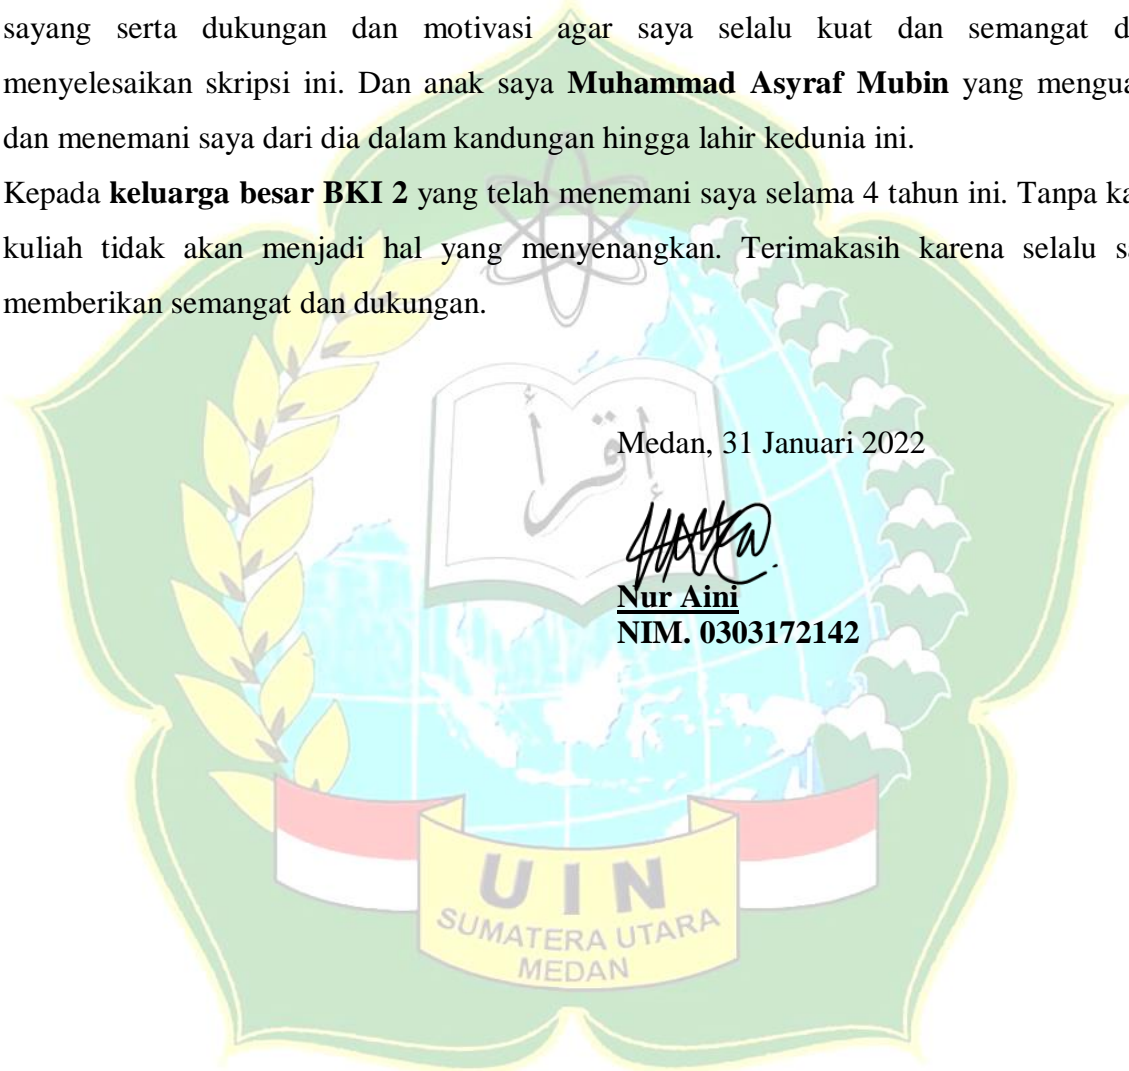 sayang serta dukungan dan motivasi agar saya selalu kuat dan semangat d
menyelesaikan skripsi ini. Dan anak saya Muhammad Asyraf Mubin yang mengua
dan menemani saya dari dia dalam kandungan hingga lahir kedunia ini.
Kepada keluarga besar BKI 2 yang telah menemani saya selama 4 tahun ini. Tanpa ka
kuliah tidak akan menjadi hal yang menyenangkan. Terimakasih karena selalu sa
memberikan semangat dan dukungan.
إقرأ
Medan, 31 Januari 2022
Nur Aini
NIM. 0303172142
UIN
SUMATERA UTARA
MEDAN